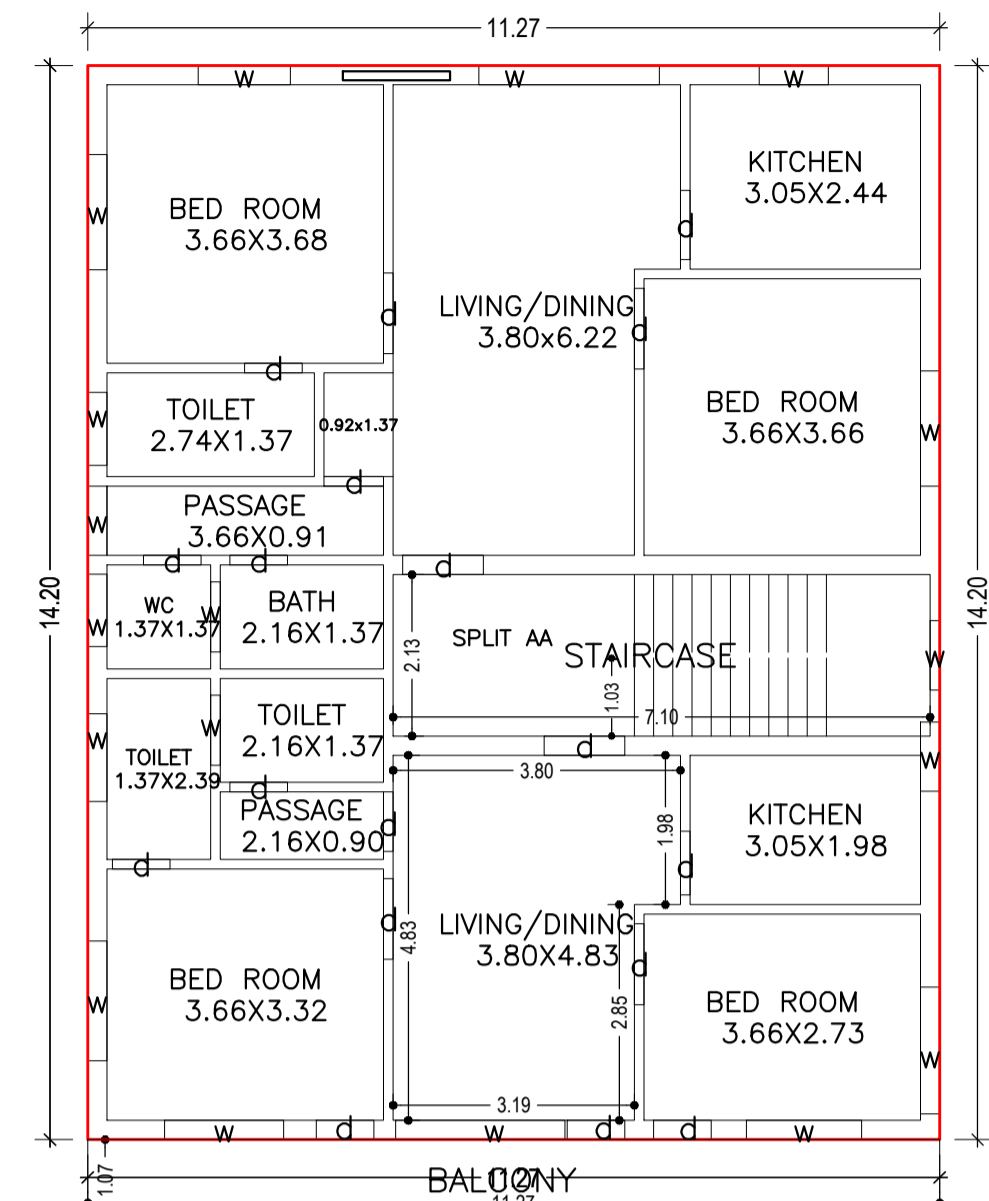 11.27
W
W
W
KITCHEN
3.05X2.44
BED ROOM
3.66X3.68
W
d
LIVING/DINING
3.80x6.22
d
d
14.20
14.20
d
TOILET
2.74X1.37
W
0.92x1.37
BED ROOM
3.66X3.66
W
d
PASSAGE
3.66X0.91
W
d
d
d
WC
1.37X1.37
W
W
BATH
2.16X1.37
2.13
SPLIT AA
STAIRCASE
W
1.03
7.10
TOILET
1.37X2.39
W
W
TOILET
2.16X1.37
d
d
3.80
W
PASSAGE
2.16X0.90
d
1.98
KITCHEN
3.05X1.98
d
d
d
4.83
LIVING/DINING
3.80X4.83
d
BED ROOM
3.66X3.32
W
2.85
BED ROOM
3.66X2.73
W
3.19
W
d
W
d
d
W
1.07
BALCONY
11.27
11.27